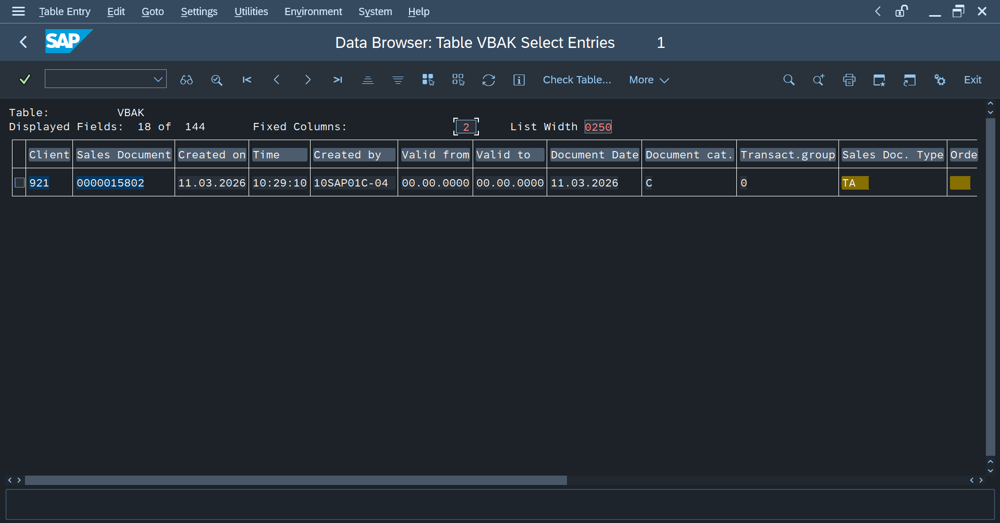 Table Entry Edit Goto Settings Utilities Environment System Help
SAP Data Browser: Table VBAK Select Entries 1
Check Table... More Exit
Table: VBAK
Displayed Fields: 18 of 144 Fixed Columns: 2 List Width 0250
Client Sales Document Created on Time Created by Valid from Valid to Document Date Document cat. Transact.group Sales Doc. Type Orde
921 0000015802 11.03.2026 10:29:10 10SAP01C-04 00.00.0000 00.00.0000 11.03.2026 C 0 TA